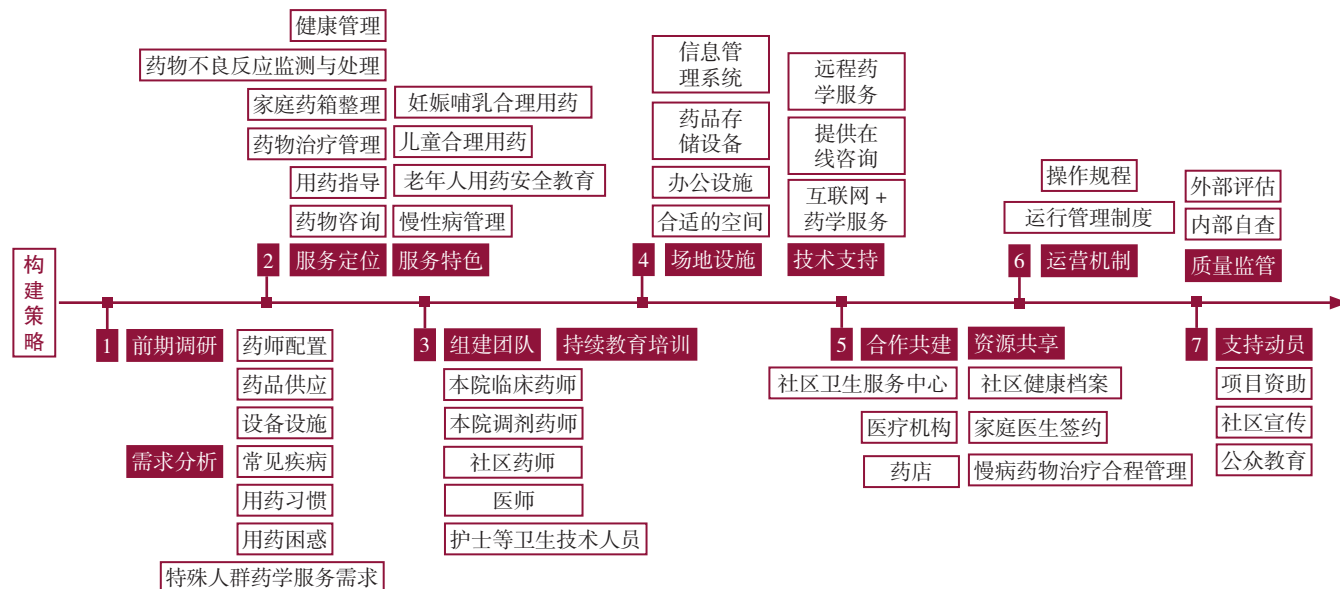 构
建
策
略
1
前期调研
药师配置
药品供应
设备设施
需求分析
常见疾病
用药习惯
用药困惑
特殊人群药学服务需求
健康管理
药物不良反应监测与处理
家庭药箱整理
药物治疗管理
用药指导
药物咨询
2
服务定位
妊娠哺乳合理用药
儿童合理用药
老年人用药安全教育
慢性病管理
服务特色
3
组建团队
持续教育培训
本院临床药师
本院调剂药师
社区药师
医师
护士等卫生技术人员
信息管
理系统
药品存
储设备
办公设施
合适的空间
4
场地设施
远程药
学服务
提供在
线咨询
互联网 +
药学服务
技术支持
5
合作共建
社区卫生服务中心
医疗机构
药店
资源共享
社区健康档案
家庭医生签约
慢病药物治疗合程管理
操作规程
运行管理制度
6
运营机制
外部评估
内部自查
质量监管
7
支持动员
项目资助
社区宣传
公众教育